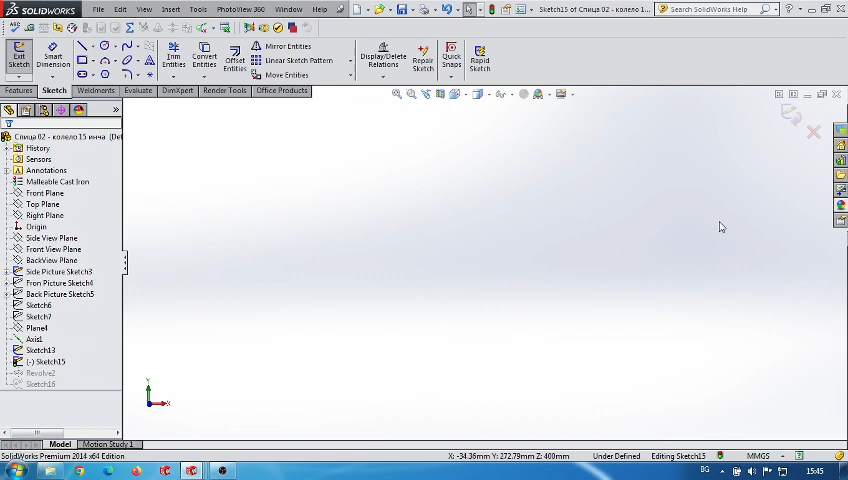 SOLIDWORKS
File Edit View Insert Tools PhotoView 360 Window Help
Sketch15 of Спица 02 - колело 1...
Search SolidWorks Help
Exit Sketch
Smart Dimension
Trim Entities
Convert Entities
Offset Entities
Mirror Entities
Linear Sketch Pattern
Move Entities
Display/Delete Relations
Repair Sketch
Quick Snaps
Rapid Sketch
Features Sketch Weldments Evaluate DimXpert Render Tools Office Products
Спица 02 - колело 15 инча (De
History
Sensors
Annotations
Malleable Cast Iron
Front Plane
Top Plane
Right Plane
Origin
Side View Plane
Front View Plane
BackView Plane
Side Picture Sketch3
Fron Picture Sketch4
Back Picture Sketch5
Sketch6
Sketch7
Plane4
Axis1
Sketch13
(-) Sketch15
Revolve2
Sketch16
Y
X
Model Motion Study 1
SolidWorks Premium 2014 x64 Edition
X: -34.36mm Y: 272.79mm Z: 400mm Under Defined Editing Sketch15 MMGS
BG 15:45